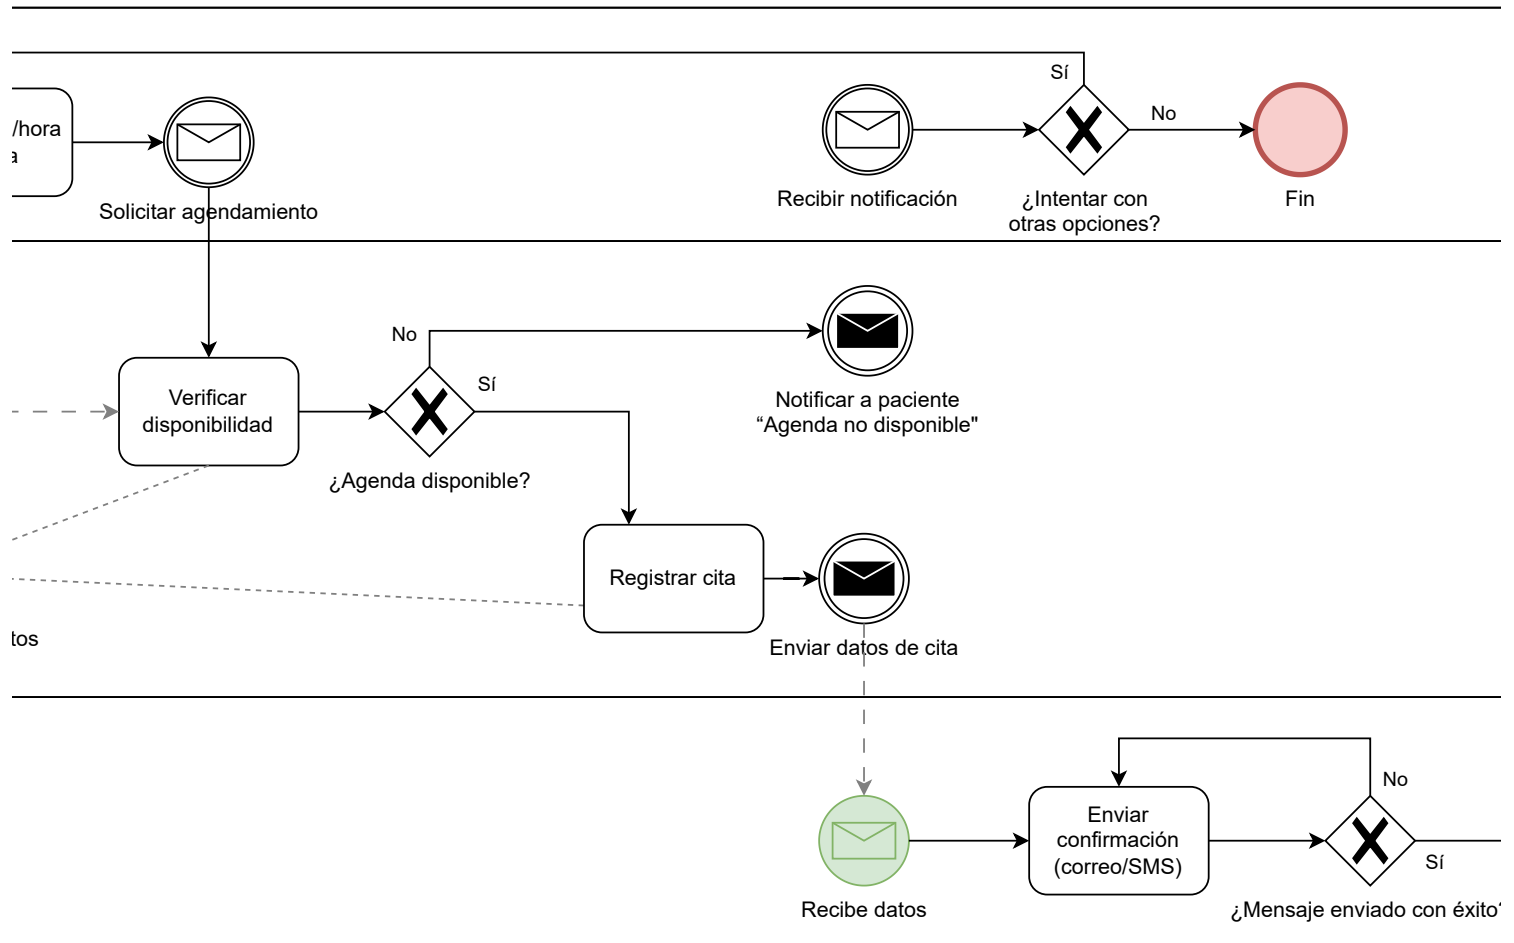 Sí
/hora
a
No
Solicitar agendamiento
Recibir notificación
¿Intentar con
otras opciones?
Fin
No
Sí
Verificar
disponibilidad
¿Agenda disponible?
Notificar a paciente
“Agenda no disponible"
Registrar cita
tos
Enviar datos de cita
No
Enviar
confirmación
(correo/SMS)
Sí
Recibe datos
¿Mensaje enviado con éxito?